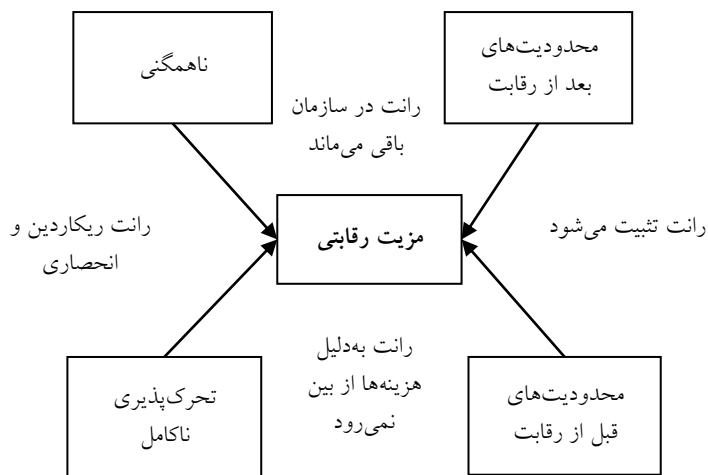 محدودیت‌های
بعد از رقابت
ناهمگنی
رانت در سازمان
باقی می‌ماند
رانت تثبیت می‌شود
مزیت رقابتی
رانت ریکاردین و
انحصاری
رانت به‌دلیل
هزینه‌ها از بین
نمی‌رود
محدودیت‌های
قبل از رقابت
تحرک‌پذیری
ناکامل